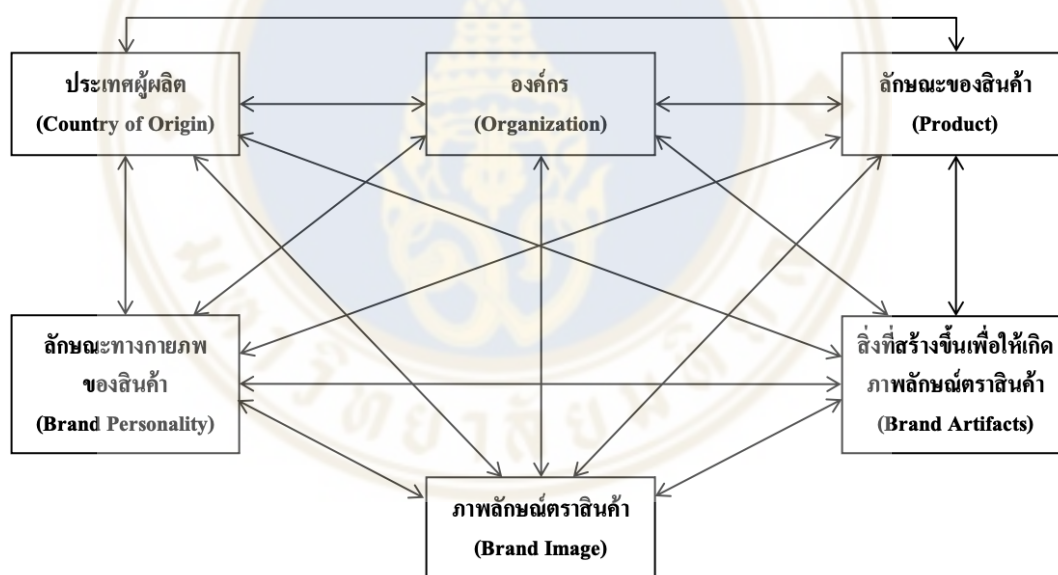 ประเทศผู้ผลิต
(Country of Origin)
องค์กร
(Organization)
ลักษณะของสินค้า
(Product)
ลักษณะทางกายภาพ
ของสินค้า
(Brand Personality)
สิ่งที่สร้างขึ้นเพื่อให้เกิด
ภาพลักษณ์ตราสินค้า
(Brand Artifacts)
ภาพลักษณ์ตราสินค้า
(Brand Image)